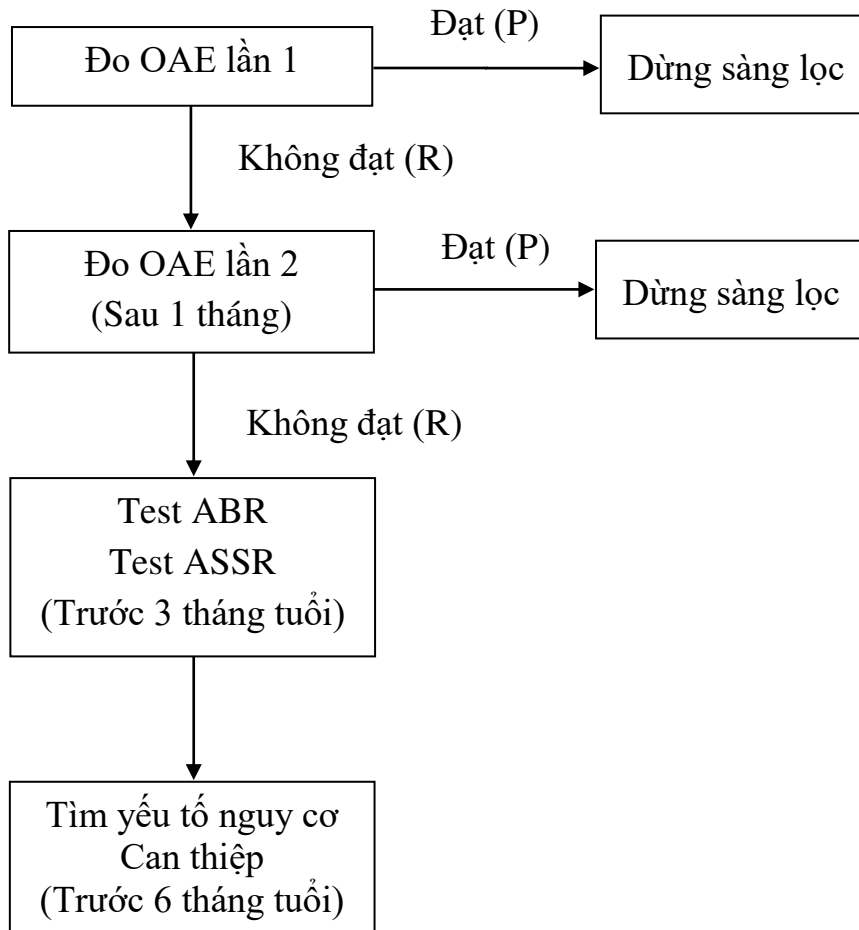 Đo OAE lần 1
Đạt (P)
Dừng sàng lọc
Không đạt (R)
Đo OAE lần 2
(Sau 1 tháng)
Đạt (P)
Dừng sàng lọc
Không đạt (R)
Test ABR
Test ASSR
(Trước 3 tháng tuổi)
Tìm yếu tố nguy cơ
Can thiệp
(Trước 6 tháng tuổi)